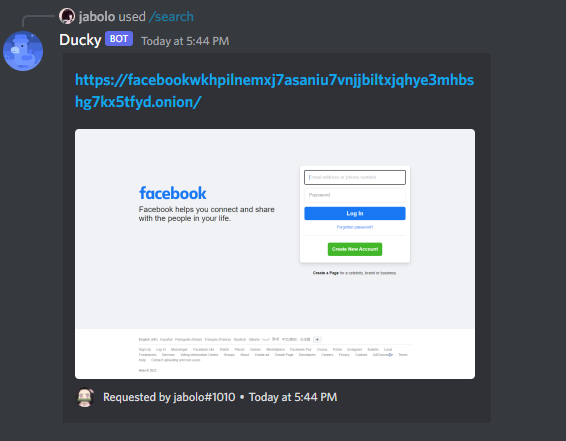 jabolo used /search
Ducky BOT Today at 5:44 PM
https://facebookwkhpilnemxj7asaniu7vnjjbiltxjqhye3mhbs
hg7kx5tfyd.onion/
Email address or phone number
facebook
Password
Facebook helps you connect and share
with the people in your life.
Log In
Forgotten password?
Create New Account
Create a Page for a celebrity, brand or business.
Requested by jabolo#1010 • Today at 5:44 PM